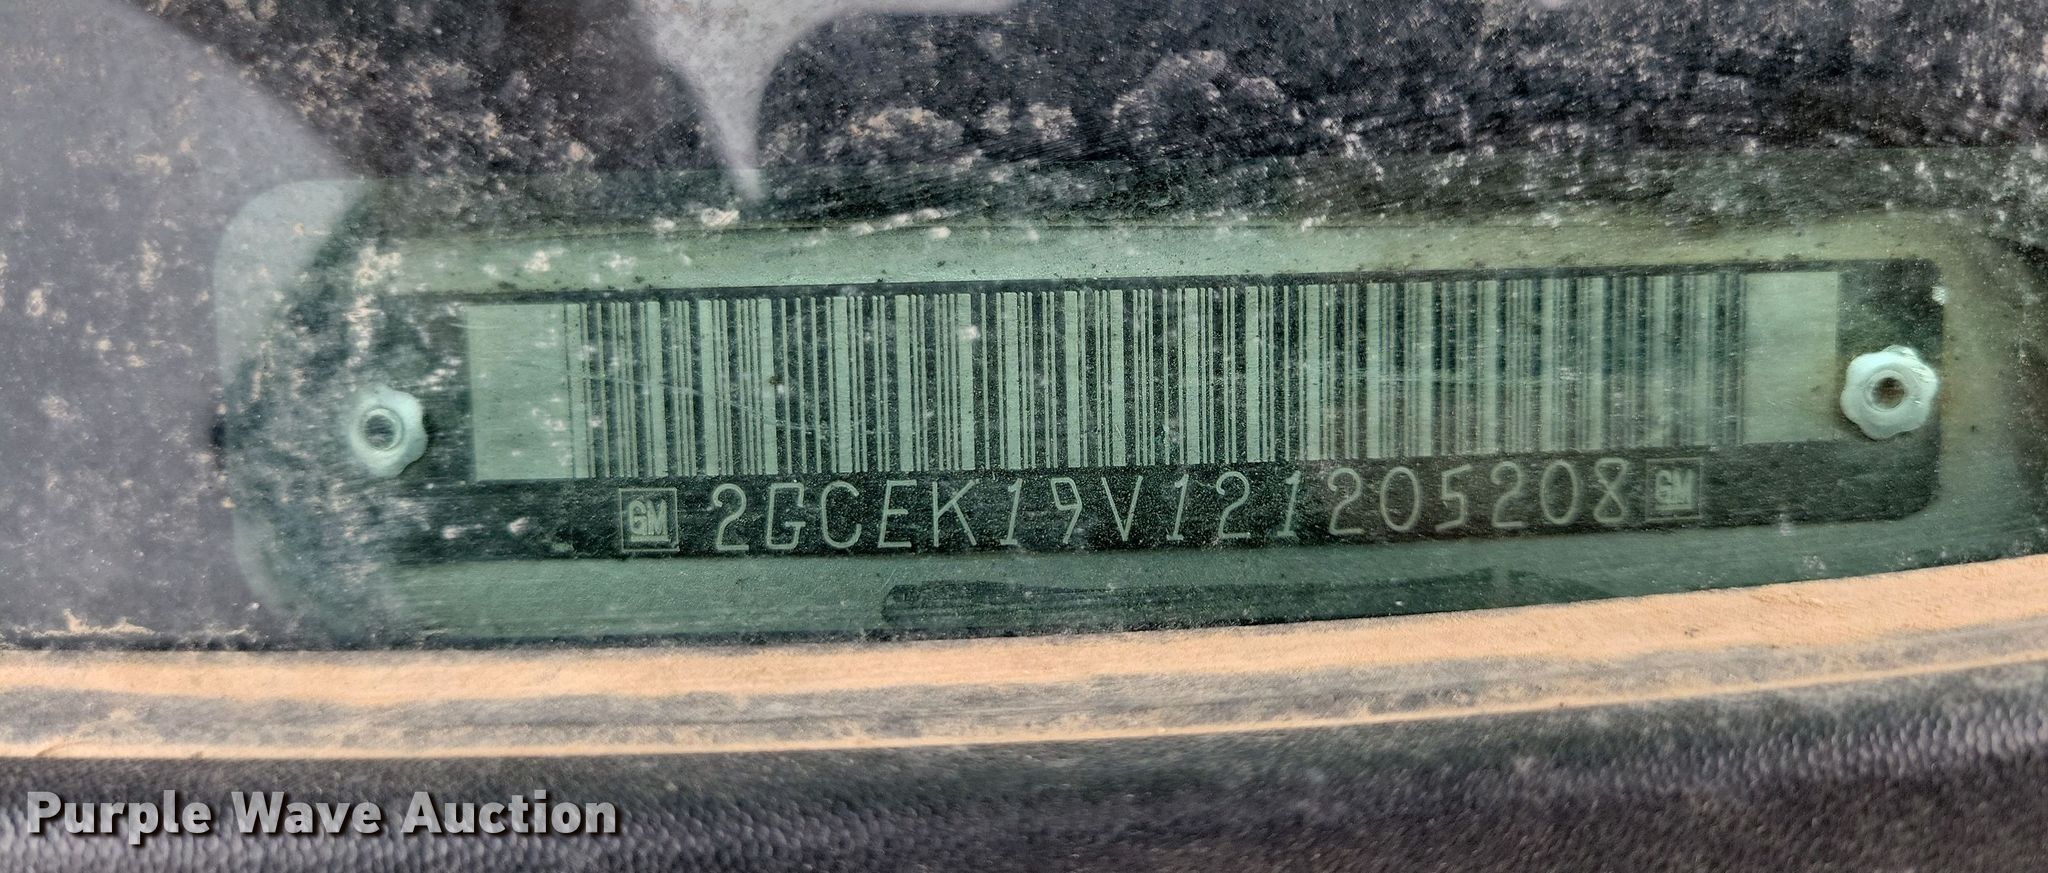 GM 2GCEK19V121205208 GM
Purple Wave Auction